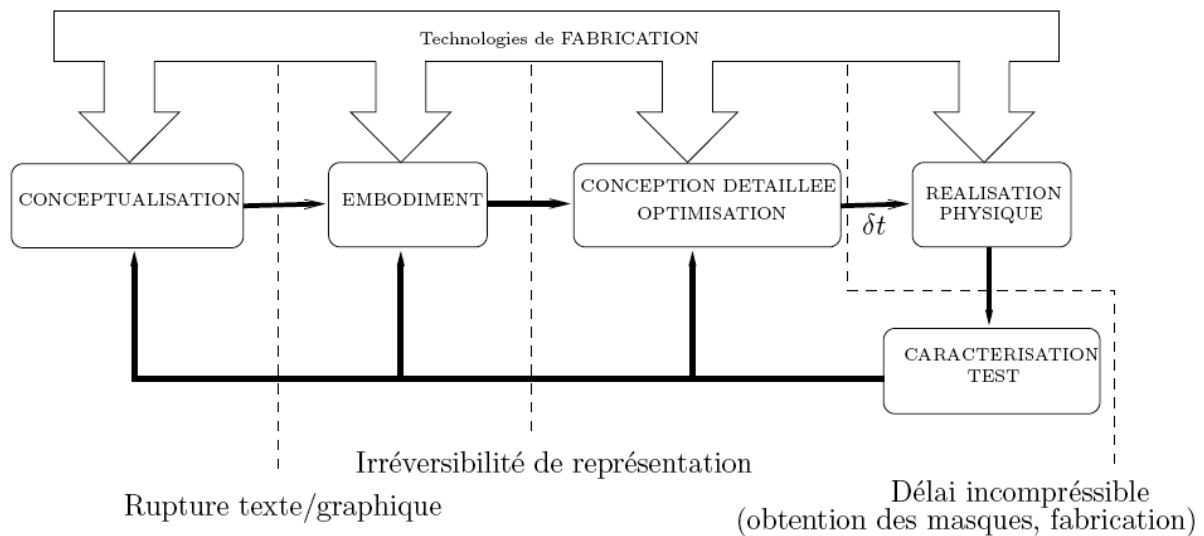 Technologies de FABRICATION
CONCEPTUALISATION
EMBODIMENT
CONCEPTION DETAILLEE
OPTIMISATION
δt
REALISATION
PHYSIQUE
CARACTERISATION
TEST
Irréversibilité de représentation
Rupture texte/graphique
Délai incompréssible
(obtention des masques, fabrication)